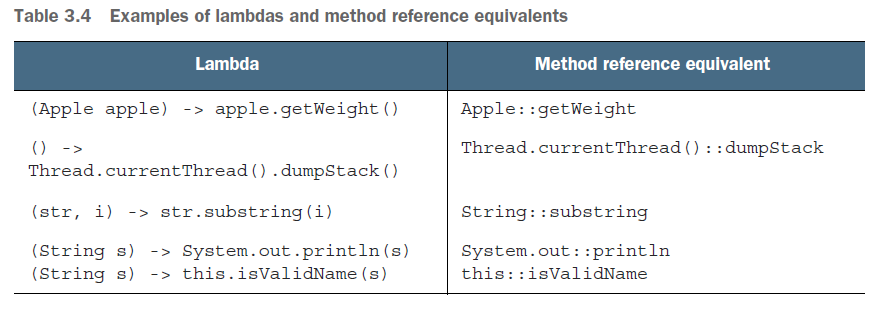 Table 3.4 Examples of lambdas and method reference equivalents
Lambda Method reference equivalent
(Apple apple) -> apple.getWeight() Apple::getWeight
() -> Thread.currentThread()::dumpStack
Thread.currentThread().dumpStack()
(str, i) -> str.substring(i) String::substring
(String s) -> System.out.println(s) System.out::println
(String s) -> this.isValidName(s) this::isValidName